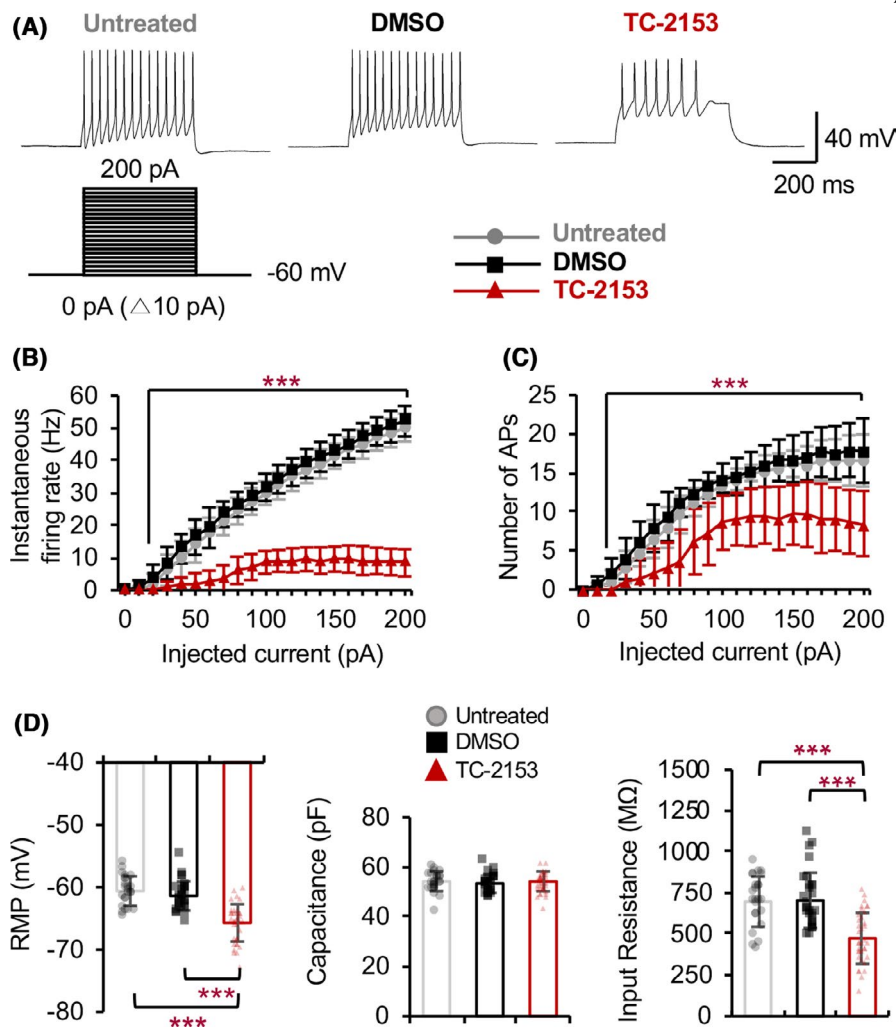 (A)
Untreated DMSO TC-2153
40 mV
200 ms
200 pA
-60 mV
0 pA (△10 pA)
Untreated
DMSO
TC-2153
(B)
***
Instantaneous
firing rate (Hz)
60
50
40
30
20
10
0
0 50 100 150 200
Injected current (pA)
(C)
***
Number of APs
25
20
15
10
5
0
0 50 100 150 200
Injected current (pA)
(D)
Untreated
DMSO
TC-2153
RMP (mV)
-40
-50
-60
-70
-80
***
***
Capacitance (pF)
80
60
40
20
0
Input Resistance (MΩ)
1500
1250
1000
750
500
250
0
***
***